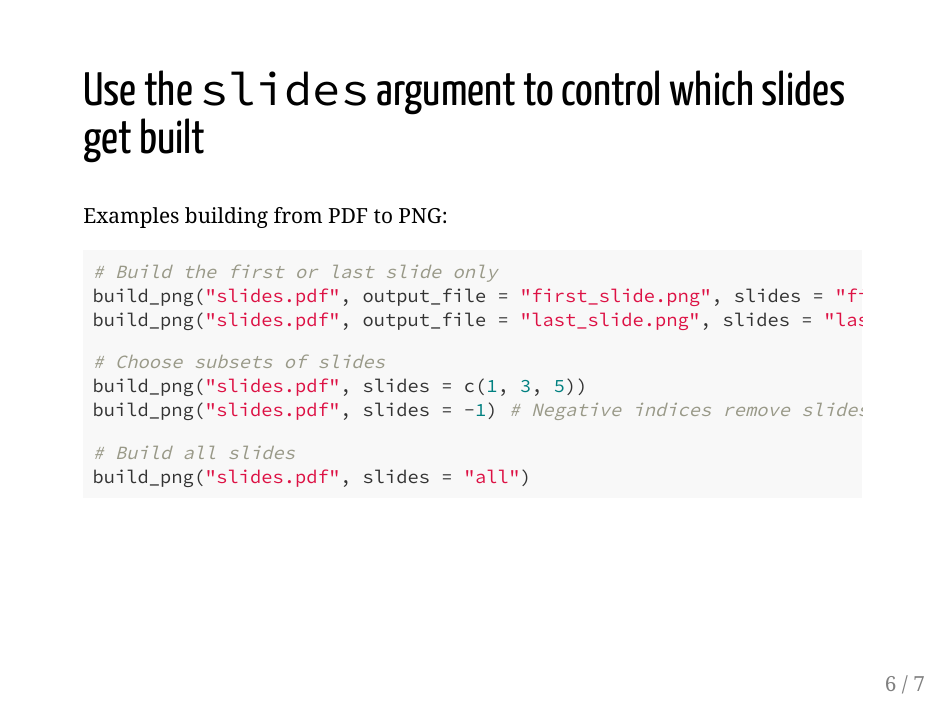 Use the slides argument to control which slides
get built
Examples building from PDF to PNG:
# Build the first or last slide only
build_png("slides.pdf", output_file = "first_slide.png", slides = "fi
build_png("slides.pdf", output_file = "last_slide.png", slides = "las
# Choose subsets of slides
build_png("slides.pdf", slides = c(1, 3, 5))
build_png("slides.pdf", slides = -1) # Negative indices remove slides
# Build all slides
build_png("slides.pdf", slides = "all")
6 / 7